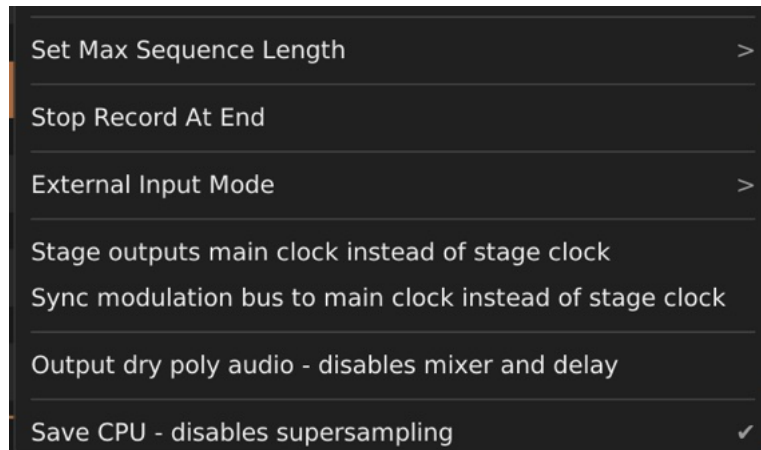 Set Max Sequence Length >
Stop Record At End
External Input Mode >
Stage outputs main clock instead of stage clock
Sync modulation bus to main clock instead of stage clock
Output dry poly audio - disables mixer and delay
Save CPU - disables supersampling ✔